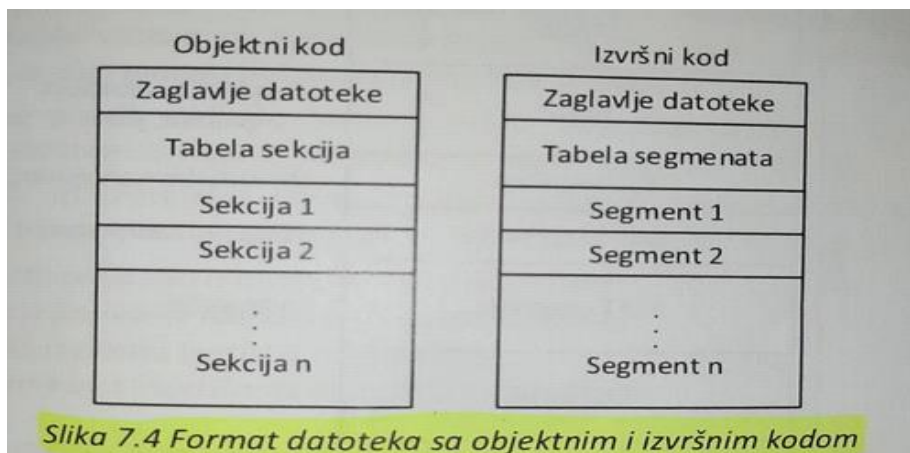 Objektni kod
Zaglavlje datoteke
Tabela sekcija
Sekcija 1
Sekcija 2
⋮
Sekcija n
Izvršni kod
Zaglavlje datoteke
Tabela segmenata
Segment 1
Segment 2
⋮
Segment n
Slika 7.4 Format datoteka sa objektnim i izvršnim kodom